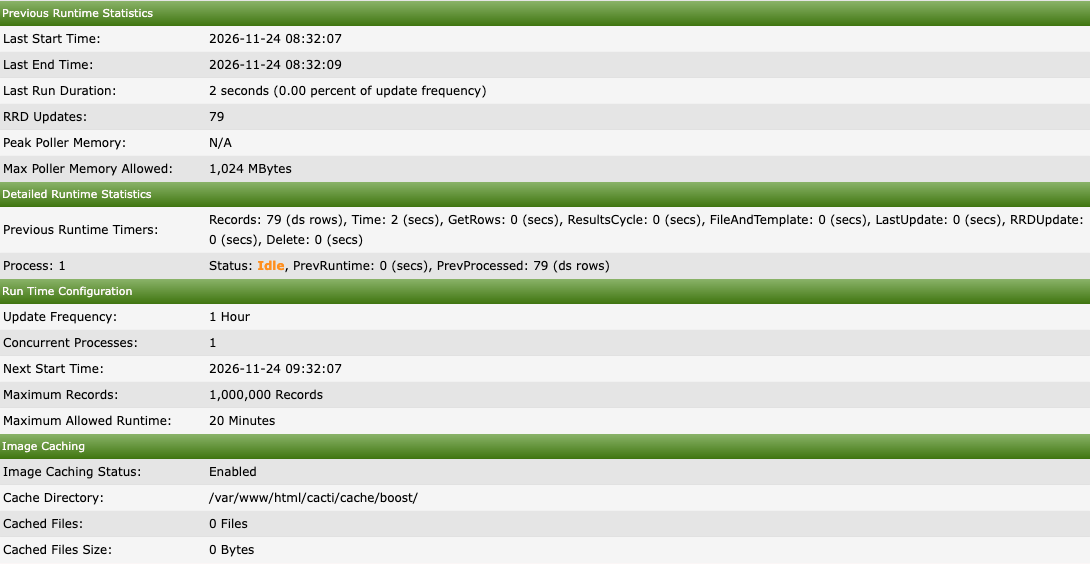 Previous Runtime Statistics
Last Start Time: 2026-11-24 08:32:07
Last End Time: 2026-11-24 08:32:09
Last Run Duration: 2 seconds (0.00 percent of update frequency)
RRD Updates: 79
Peak Poller Memory: N/A
Max Poller Memory Allowed: 1,024 MBytes
Detailed Runtime Statistics
Previous Runtime Timers: Records: 79 (ds rows), Time: 2 (secs), GetRows: 0 (secs), ResultsCycle: 0 (secs), FileAndTemplate: 0 (secs), LastUpdate: 0 (secs), RRDUpdate:
0 (secs), Delete: 0 (secs)
Process: 1 Status: Idle, PrevRuntime: 0 (secs), PrevProcessed: 79 (ds rows)
Run Time Configuration
Update Frequency: 1 Hour
Concurrent Processes: 1
Next Start Time: 2026-11-24 09:32:07
Maximum Records: 1,000,000 Records
Maximum Allowed Runtime: 20 Minutes
Image Caching
Image Caching Status: Enabled
Cache Directory: /var/www/html/cacti/cache/boost/
Cached Files: 0 Files
Cached Files Size: 0 Bytes